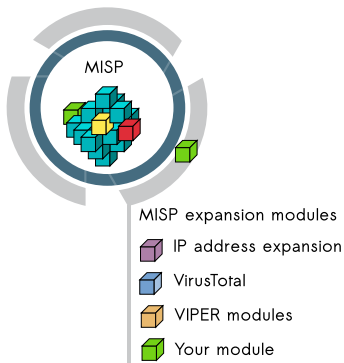 MISP
MISP expansion modules
IP address expansion
VirusTotal
VIPER modules
Your module